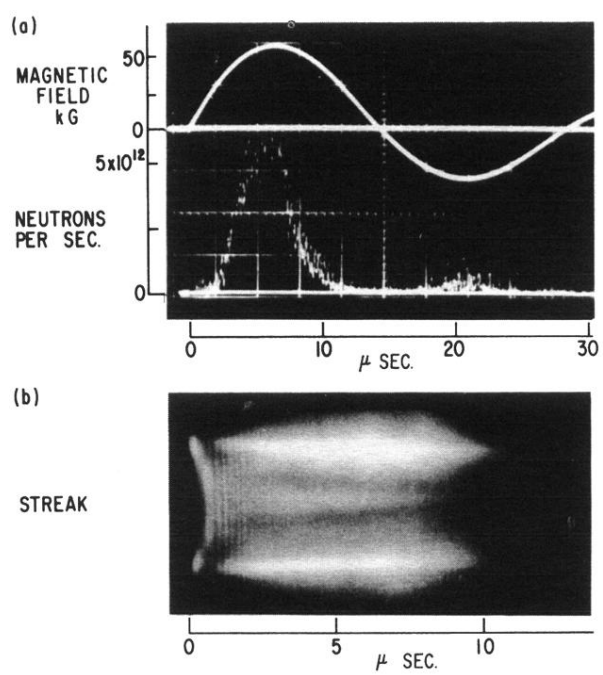 (a)
50
MAGNETIC
FIELD
kG
0
5x10¹²
NEUTRONS
PER SEC.
0
0 10 20 30
μ SEC.
(b)
STREAK
0 5 10
μ SEC.